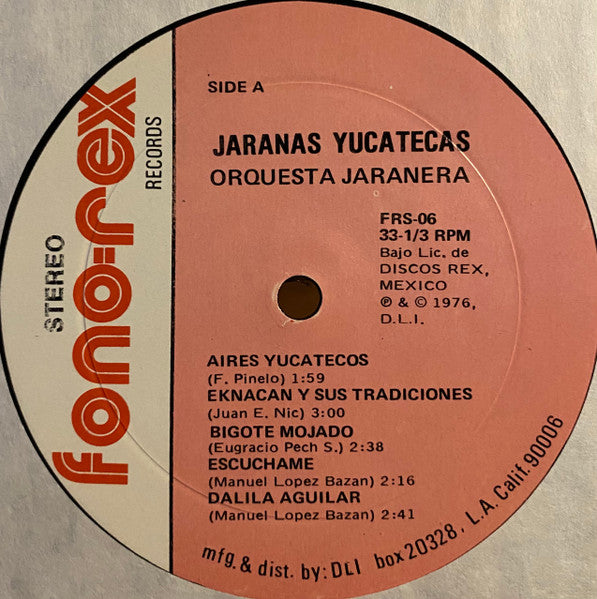 SIDE A
JARANAS YUCATECAS
ORQUESTA JARANERA
STEREO
fono-rex
RECORDS
FRS-06
33-1/3 RPM
Bajo Lic. de
DISCOS REX,
MEXICO
℗ & © 1976,
D.L.I.
AIRES YUCATECOS
(F. Pinelo) 1:59
EKNACAN Y SUS TRADICIONES
(Juan E. Nic) 3:00
BIGOTE MOJADO
(Eugracio Pech S.) 2:38
ESCUCHAME
(Manuel Lopez Bazan) 2:16
DALILA AGUILAR
(Manuel Lopez Bazan) 2:41
mfg. & dist. by: DLI box 20328, L.A. Calif. 90006